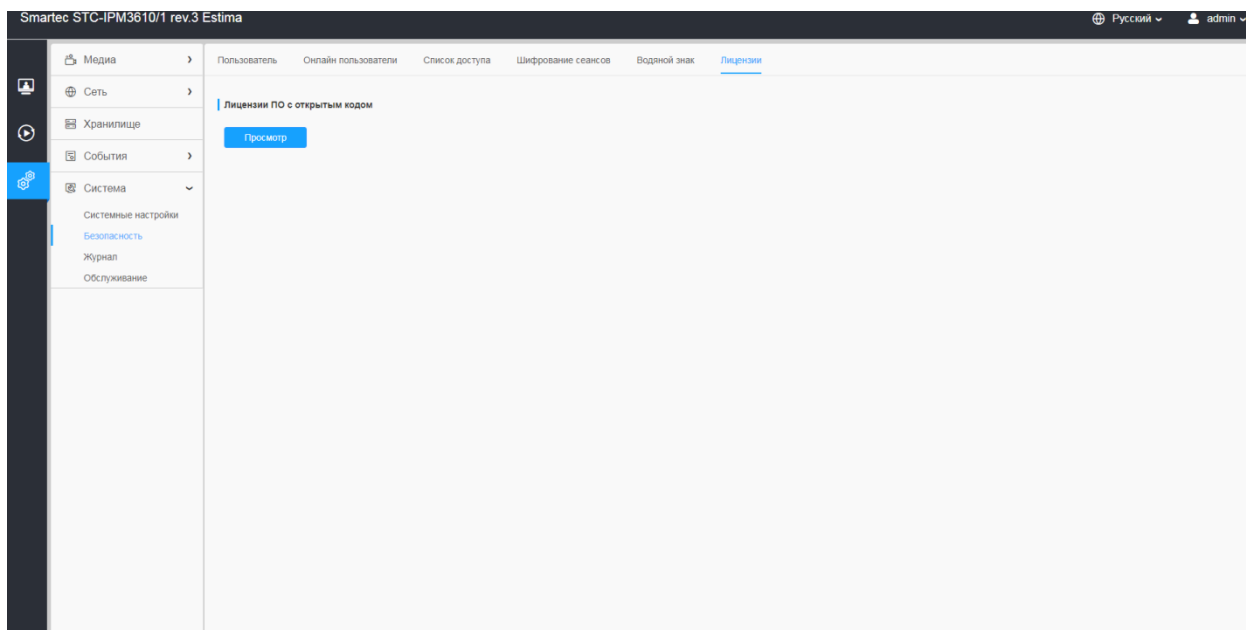 Smartec STC-IPM3610/1 rev.3 Estima
Русский
admin
Медиа
Сеть
Хранилище
События
Система
Системные настройки
Безопасность
Журнал
Обслуживание
Пользователь Онлайн пользователи Список доступа Шифрование сеансов Водяной знак Лицензии
Лицензии ПО с открытым кодом
Просмотр